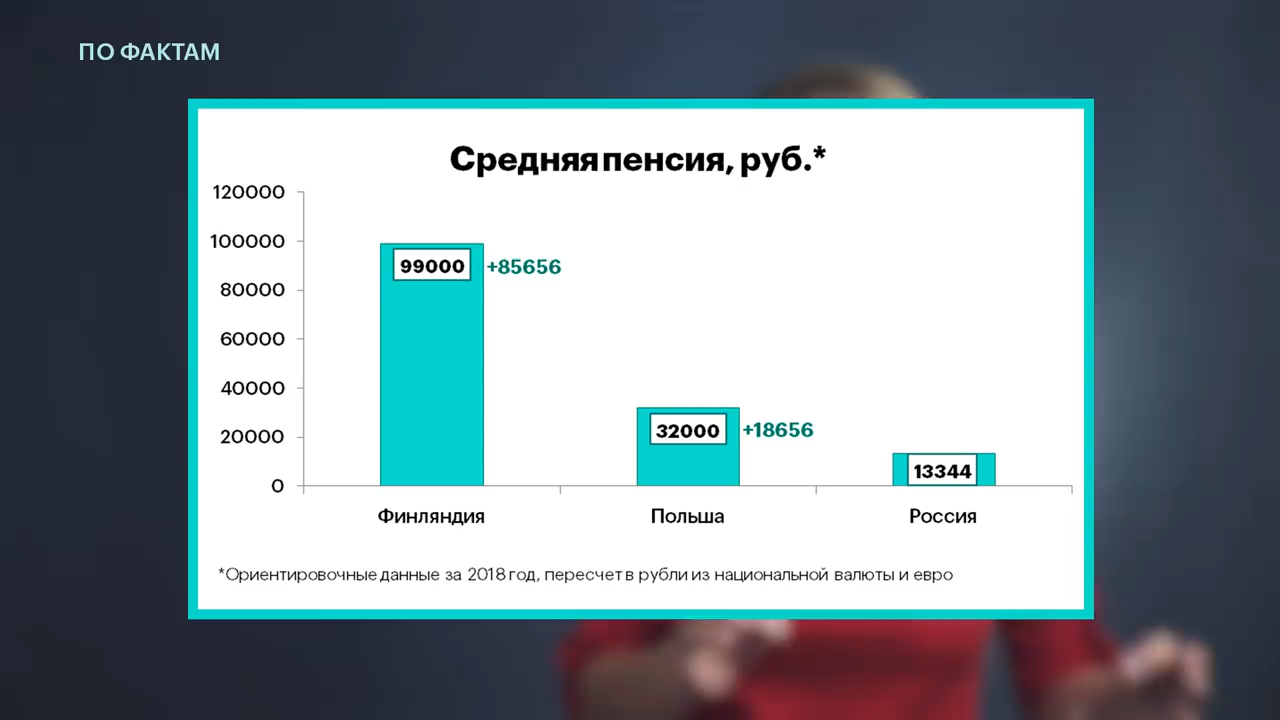 ПО ФАКТАМ
Средняя пенсия, руб.*
120000
100000
80000
60000
40000
20000
0
99000 +85656
32000 +18656
13344
Финляндия Польша Россия
*Ориентировочные данные за 2018 год, пересчет в рубли из национальной валюты и евро